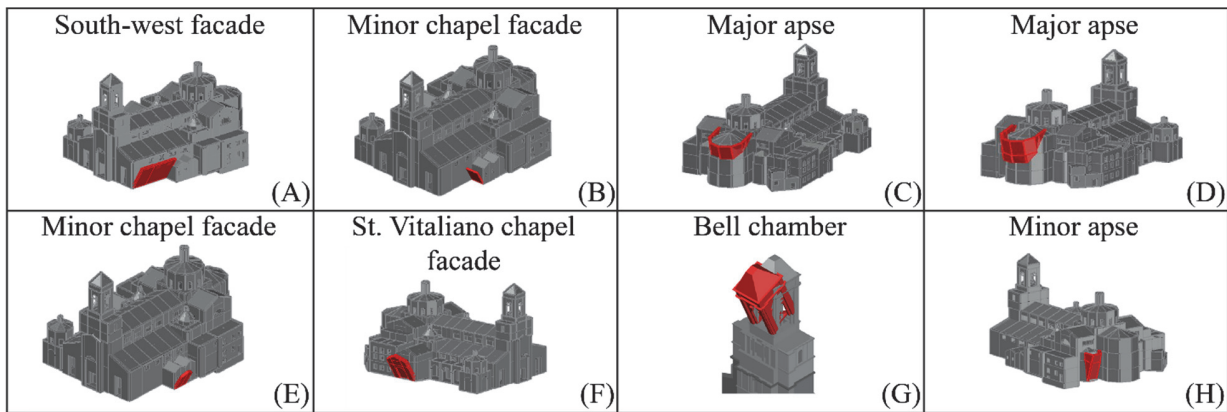 South-west facade
(A)
Minor chapel facade
(B)
Major apse
(C)
Major apse
(D)
Minor chapel facade
(E)
St. Vitaliano chapel
facade
(F)
Bell chamber
(G)
Minor apse
(H)